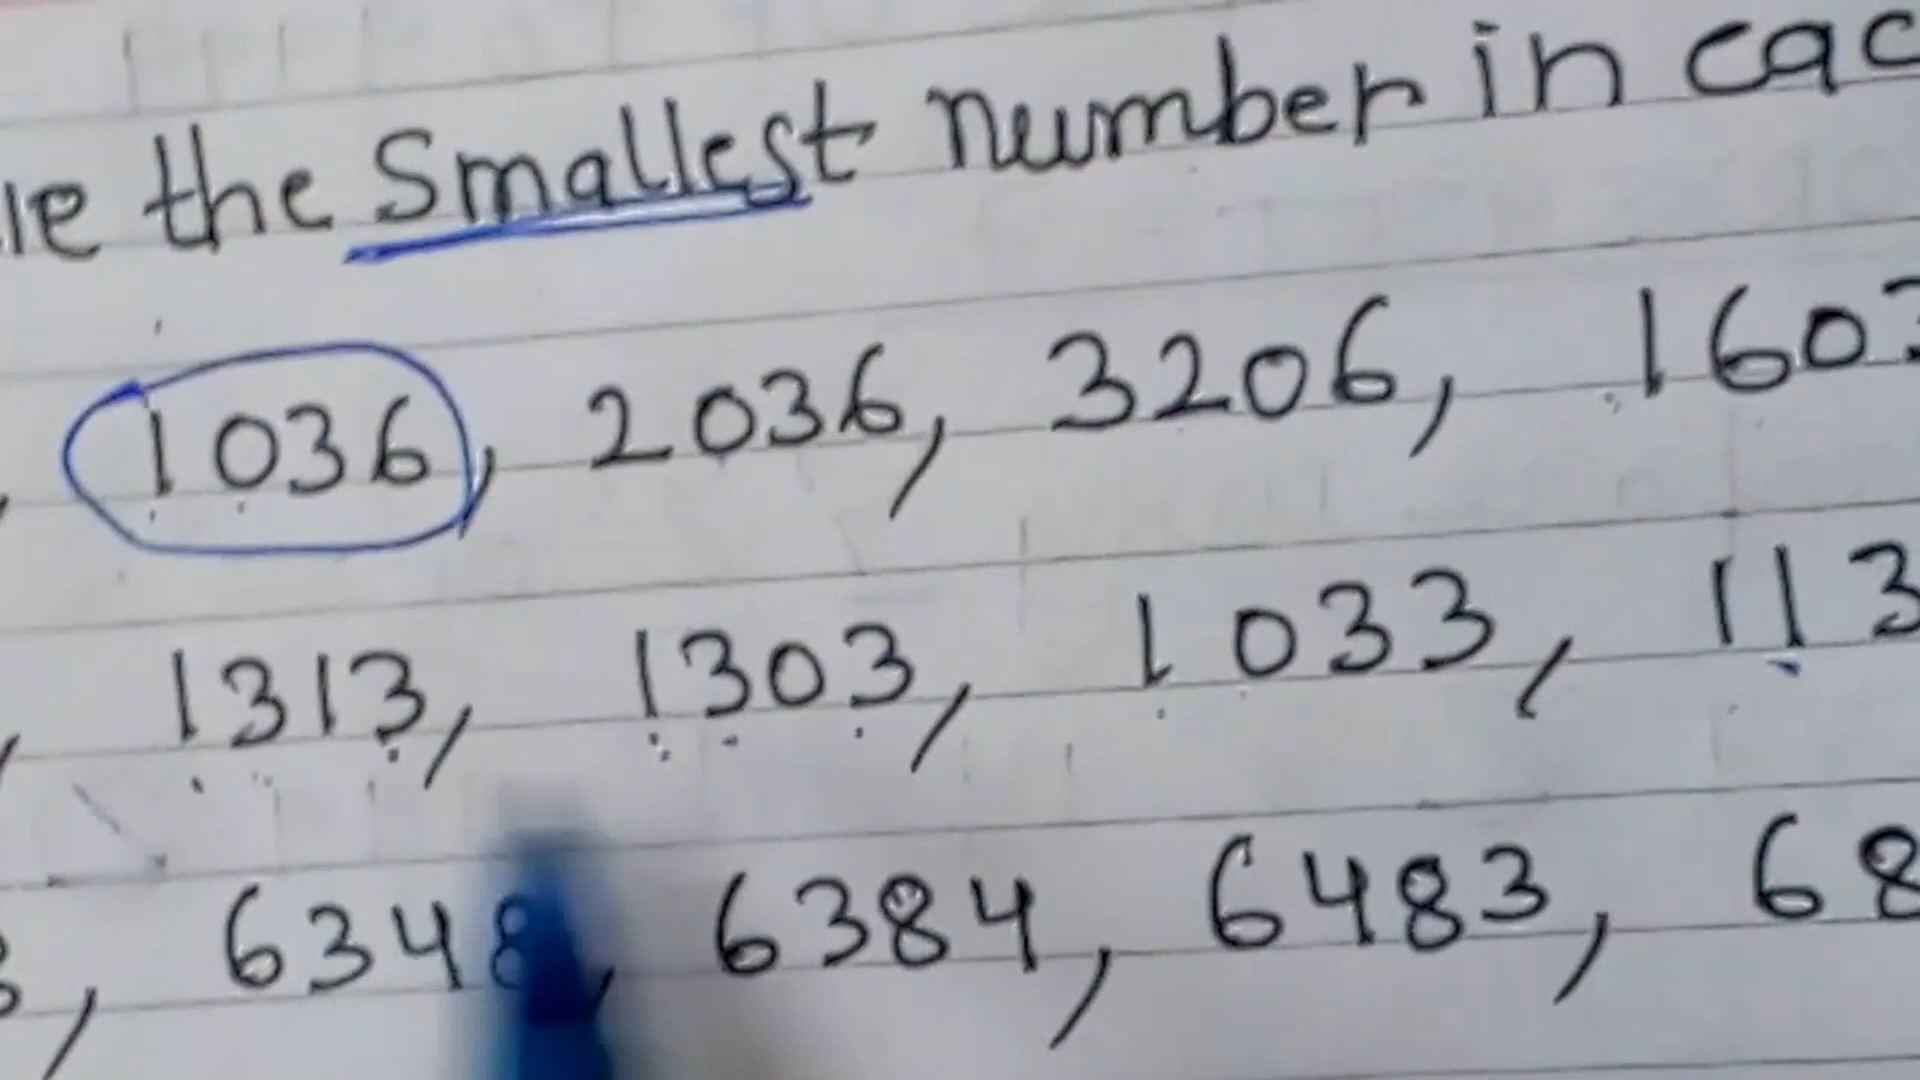 the Smallest number in
1036, 2036, 3206,
1313, 1303, 1033,
6348, 6384, 6483,